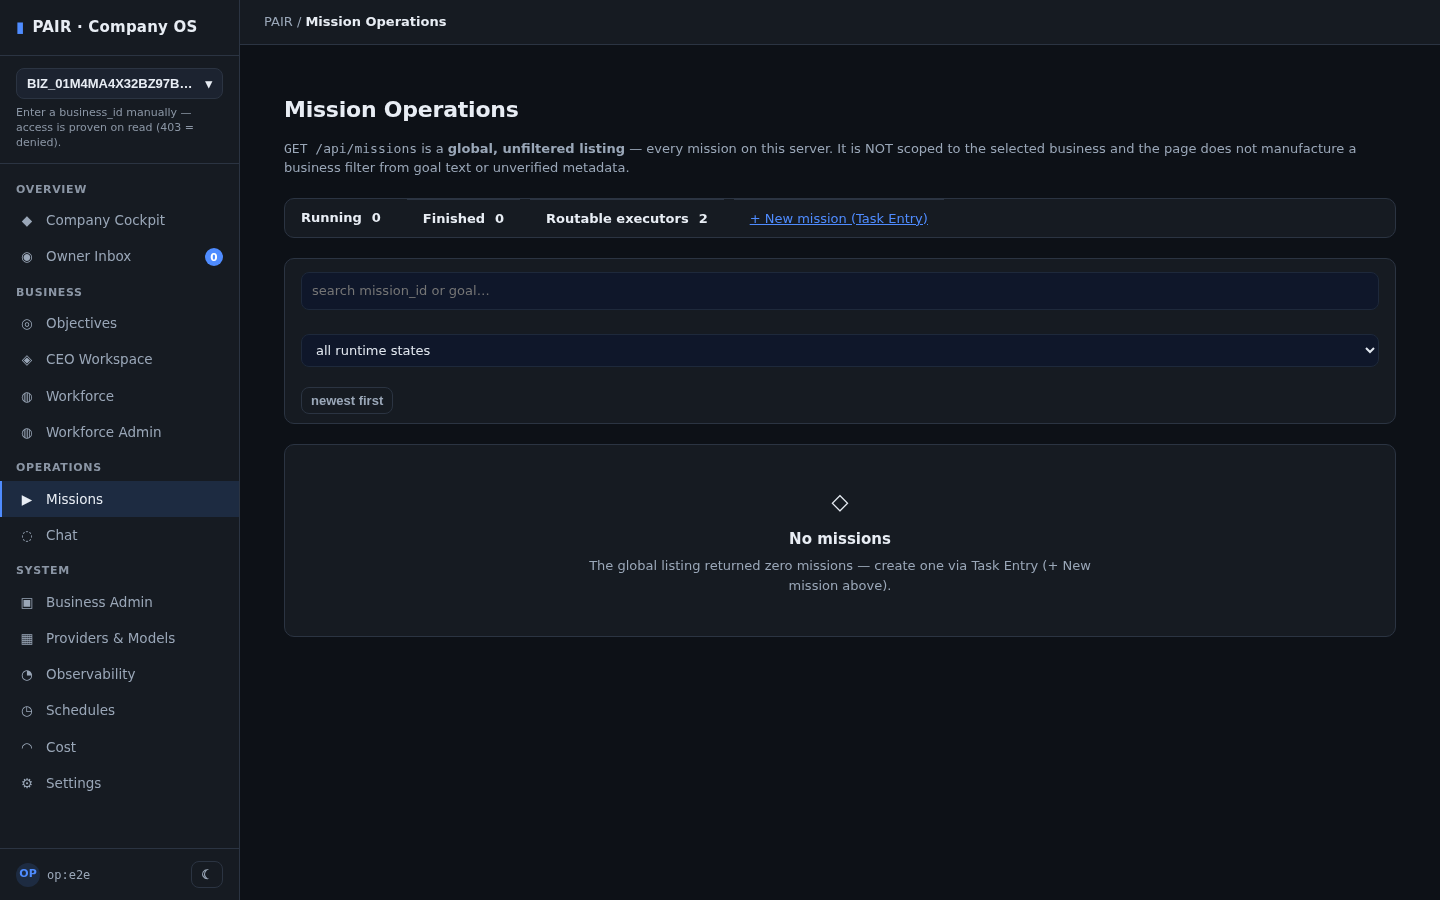 PAIR · Company OS
BIZ_01M4MA4X32BZ97B… ▾
Enter a business_id manually —
access is proven on read (403 =
denied).
OVERVIEW
Company Cockpit
Owner Inbox 0
BUSINESS
Objectives
CEO Workspace
Workforce
Workforce Admin
OPERATIONS
Missions
Chat
SYSTEM
Business Admin
Providers & Models
Observability
Schedules
Cost
Settings
OP op:e2e
PAIR / Mission Operations
Mission Operations
GET /api/missions is a global, unfiltered listing — every mission on this server. It is NOT scoped to the selected business and the page does not manufacture a
business filter from goal text or unverified metadata.
Running 0 Finished 0 Routable executors 2 + New mission (Task Entry)
search mission_id or goal…
all runtime states
newest first
No missions
The global listing returned zero missions — create one via Task Entry (+ New
mission above).